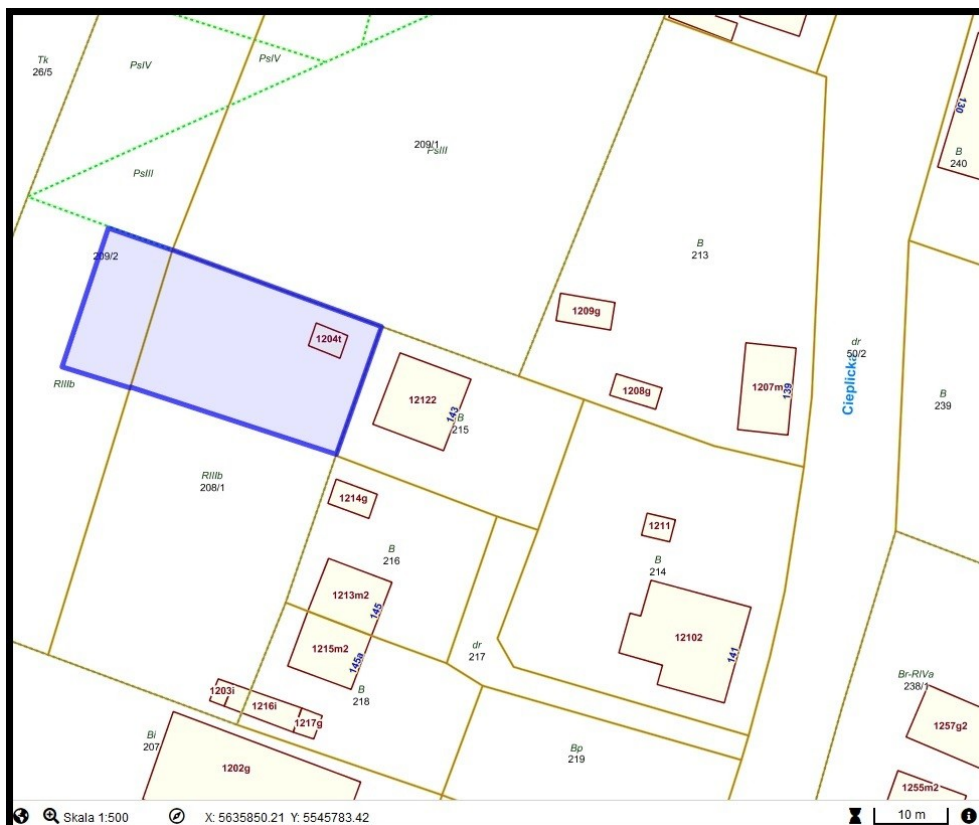 Tk
26/5
PsIV
PsIV
209/1
PsIII
PsIII
130
B
240
209/2
B
213
1209g
1204t
dr
50/2
Cieplicka
1208g
1207m
139
B
239
12122
143
B
215
RIIIb
RIIIb
208/1
1214g
1211
B
216
B
214
1213m2
145
12102
141
1215m2
145a
dr
217
B
218
Br-RIVa
238/1
1203i
1216i
1217g
1257g2
Bi
207
1202g
Bp
219
1255m2
Skala 1:500
X: 5635850.21 Y: 5545783.42
10 m